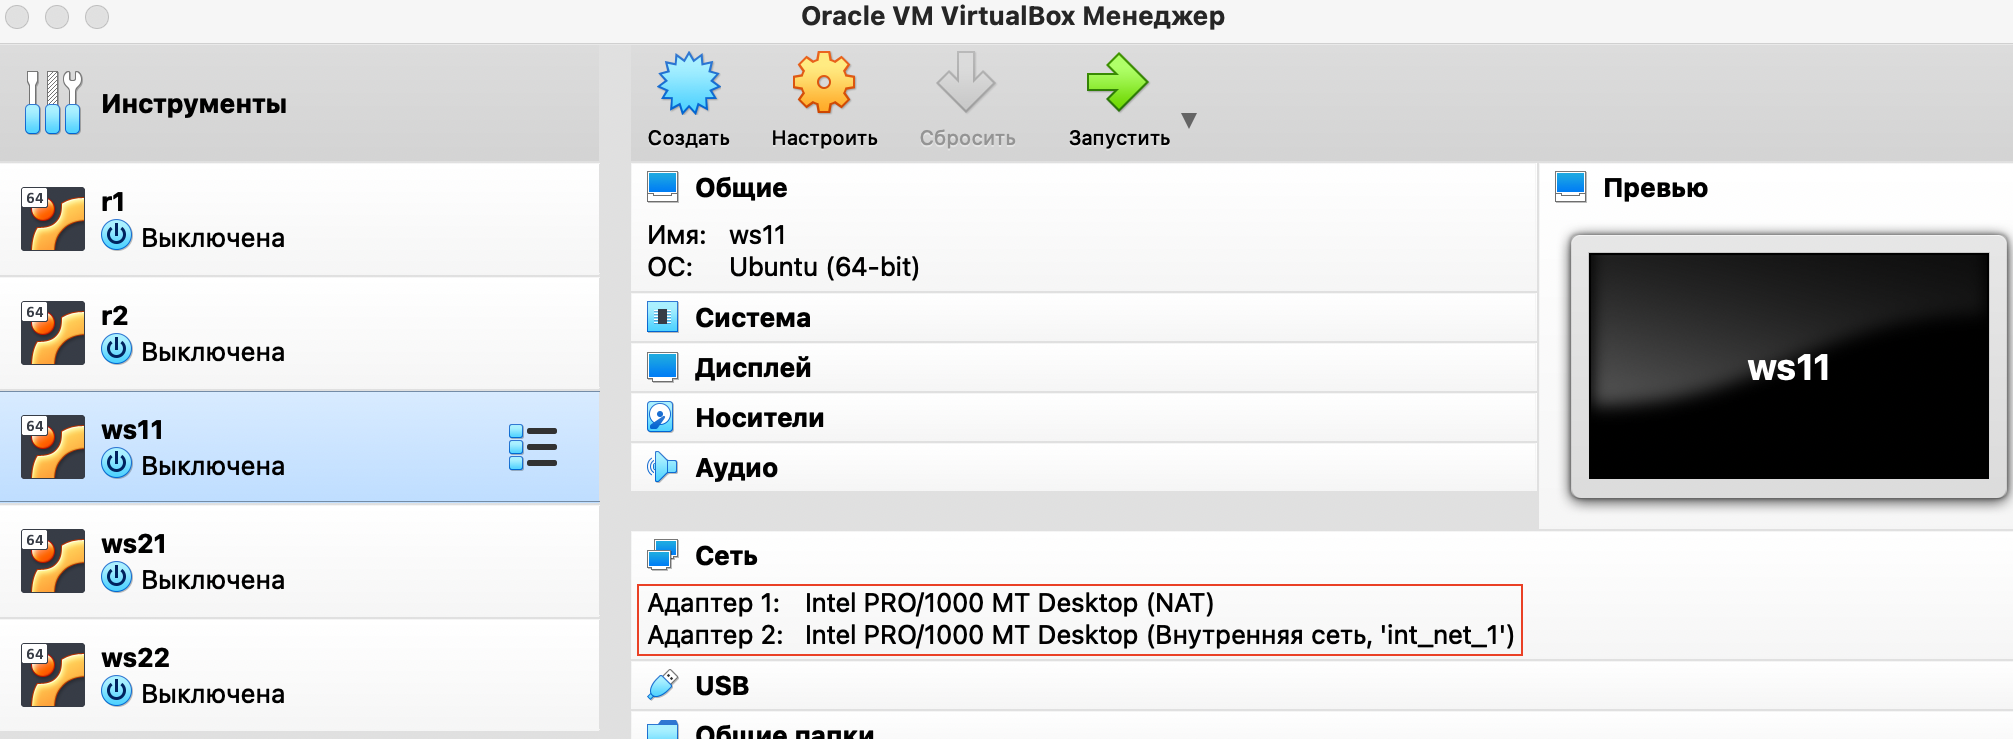 Oracle VM VirtualBox Менеджер
Инструменты
Создать
Настроить
Сбросить
Запустить
64
r1
Выключена
64
r2
Выключена
64
ws11
Выключена
64
ws21
Выключена
64
ws22
Выключена
Общие
Имя: ws11
ОС: Ubuntu (64-bit)
Система
Дисплей
Носители
Аудио
Превью
ws11
Сеть
Адаптер 1: Intel PRO/1000 MT Desktop (NAT)
Адаптер 2: Intel PRO/1000 MT Desktop (Внутренняя сеть, 'int_net_1')
USB
Общие папки